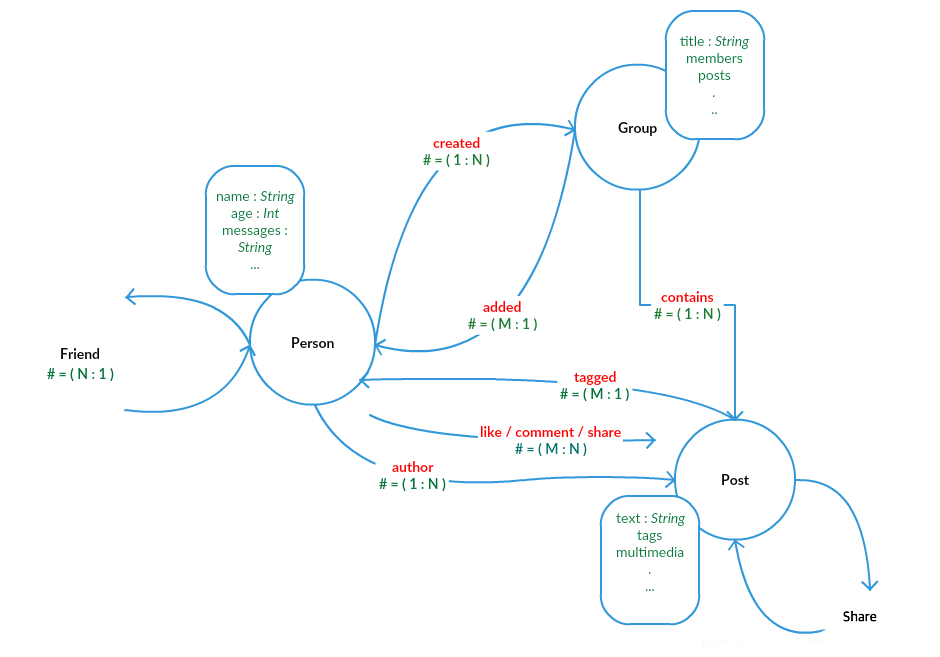 title : String
members
posts
.
..
Group
created
# = ( 1 : N )
name : String
age : Int
messages :
String
...
added
# = ( M : 1 )
contains
# = ( 1 : N )
Person
Friend
# = ( N : 1 )
tagged
# = ( M : 1 )
like / comment / share
# = ( M : N )
author
# = ( 1 : N )
Post
text : String
tags
multimedia
.
...
Share